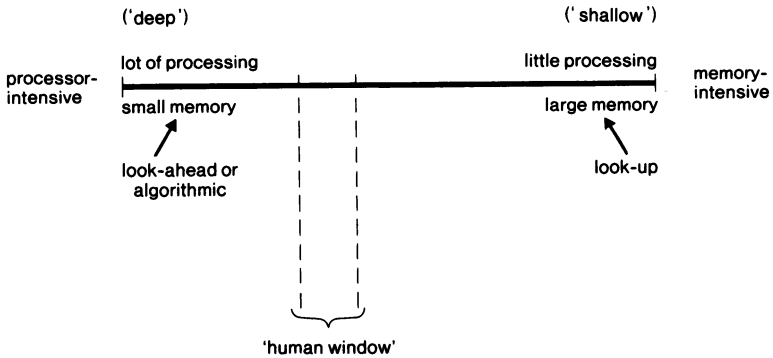 ('deep')
(' shallow')
lot of processing
little processing
processor-
intensive
memory-
intensive
small memory
large memory
look-ahead or
algorithmic
look-up
'human window'